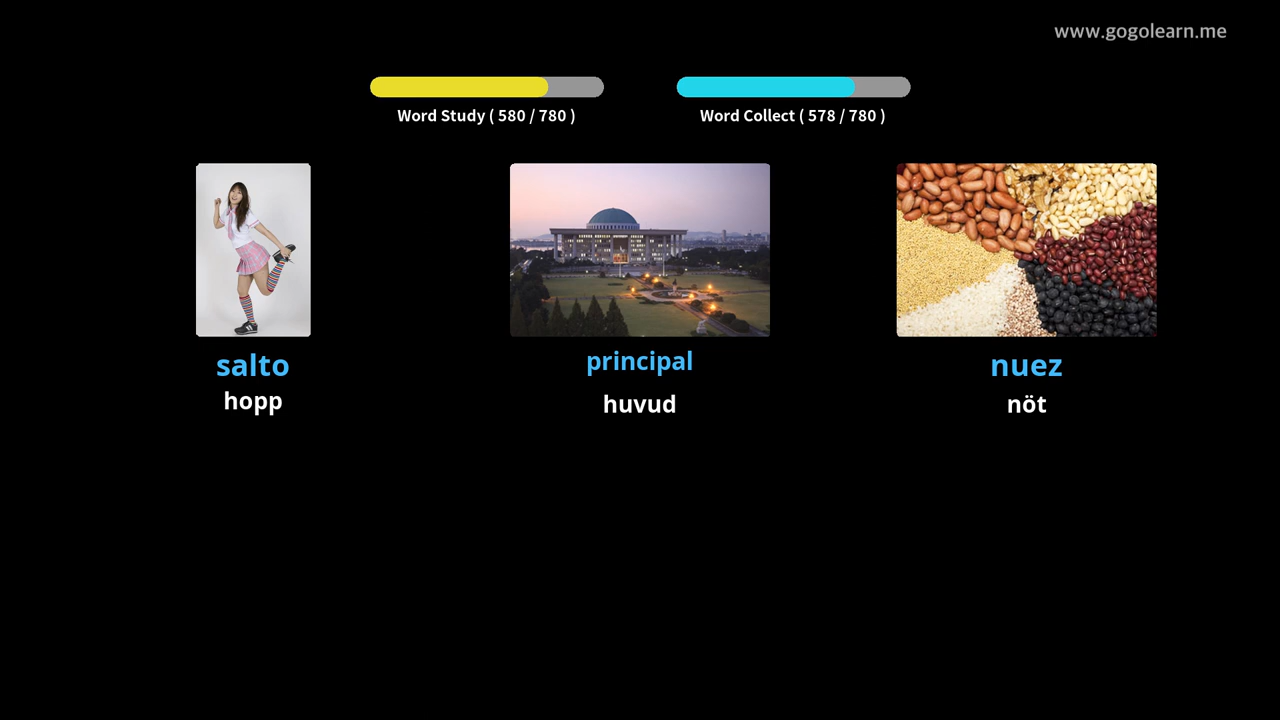 www.gogolearn.me
Word Study ( 580 / 780 )
Word Collect ( 578 / 780 )
salto
hopp
principal
huvud
nuez
nöt